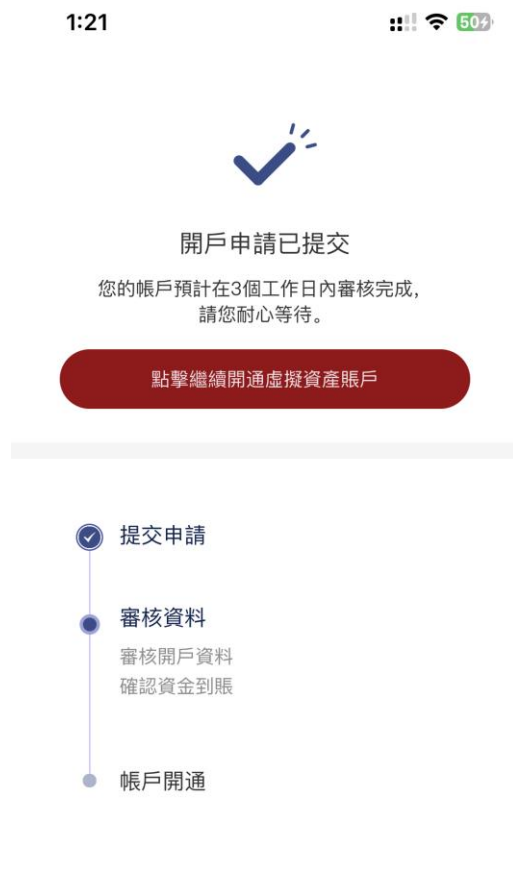 1:21
50
開戶申請已提交
您的帳戶預計在3個工作日內審核完成,
請您耐心等待。
點擊繼續開通虛擬資產賬戶
提交申請
審核資料
審核開戶資料
確認資金到賬
帳戶開通